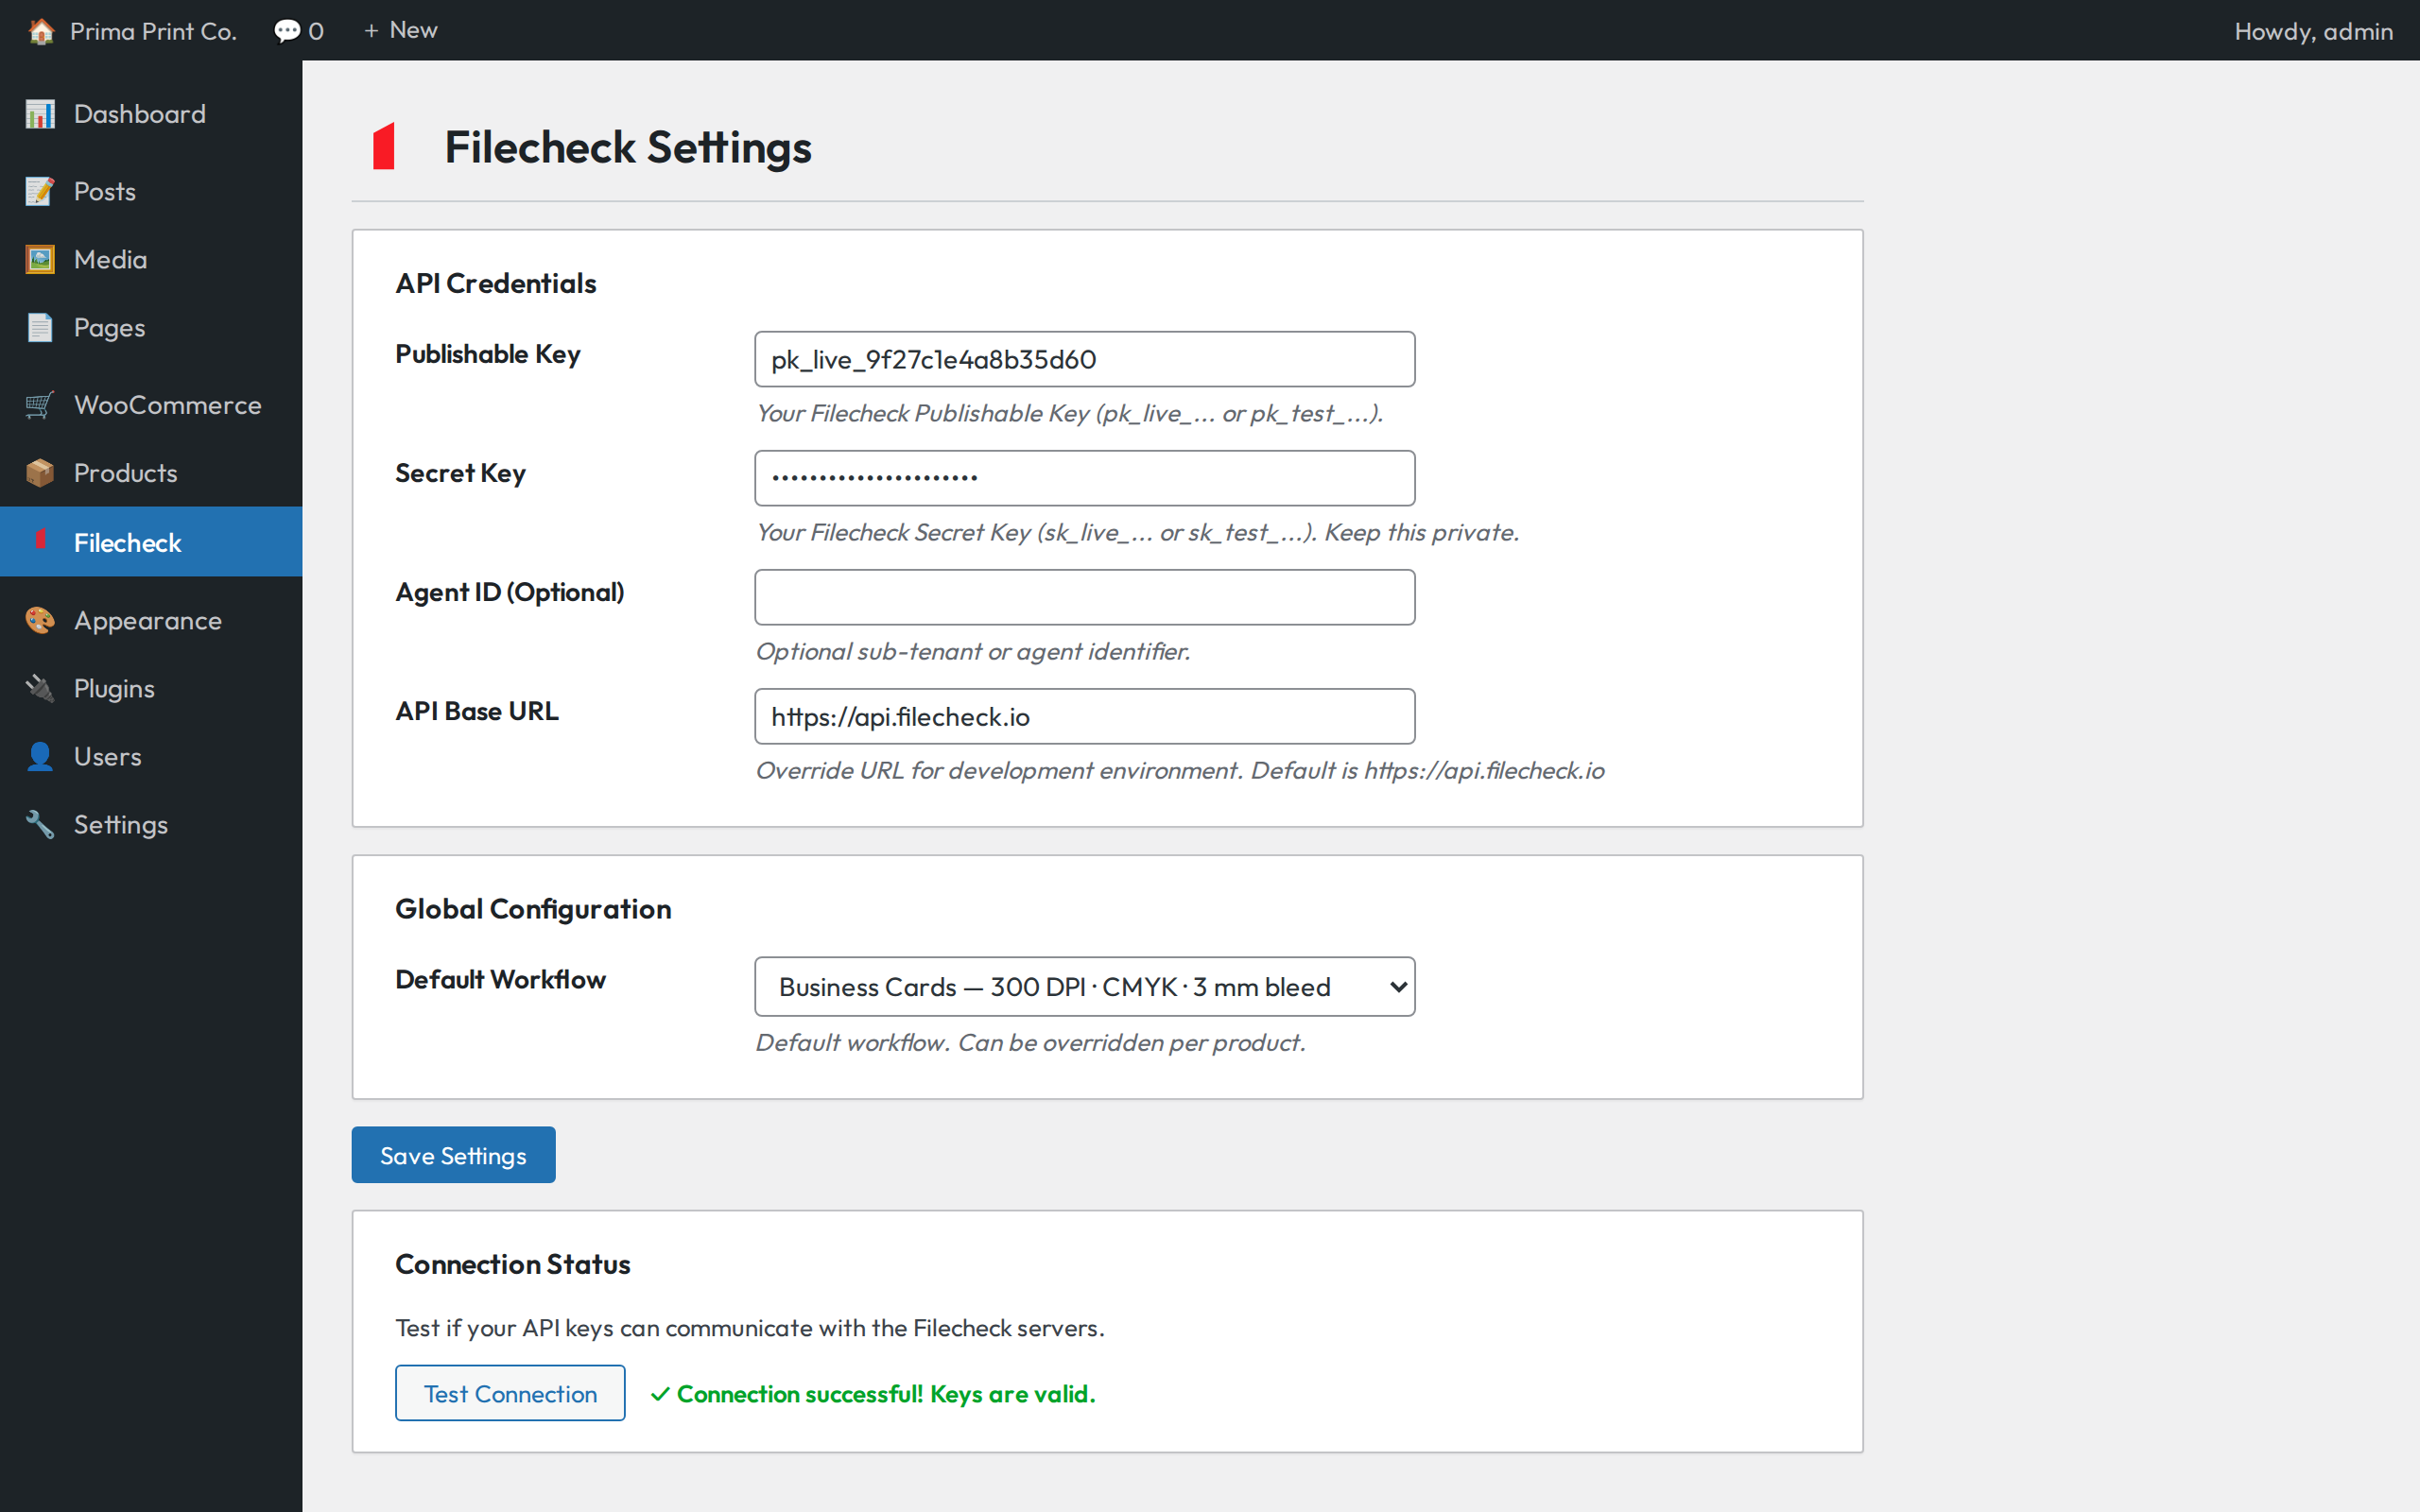 Prima Print Co.
0
+ New
Howdy, admin
Dashboard
Posts
Media
Pages
WooCommerce
Products
Filecheck
Appearance
Plugins
Users
Settings
Filecheck Settings
API Credentials
Publishable Key
pk_live_9f27c1e4a8b35d60
Your Filecheck Publishable Key (pk_live_... or pk_test_...).
Secret Key
••••••••••••••••••••••
Your Filecheck Secret Key (sk_live_... or sk_test_...). Keep this private.
Agent ID (Optional)
Optional sub-tenant or agent identifier.
API Base URL
https://api.filecheck.io
Override URL for development environment. Default is https://api.filecheck.io
Global Configuration
Default Workflow
Business Cards — 300 DPI · CMYK · 3 mm bleed
Default workflow. Can be overridden per product.
Save Settings
Connection Status
Test if your API keys can communicate with the Filecheck servers.
Test Connection
✓ Connection successful! Keys are valid.